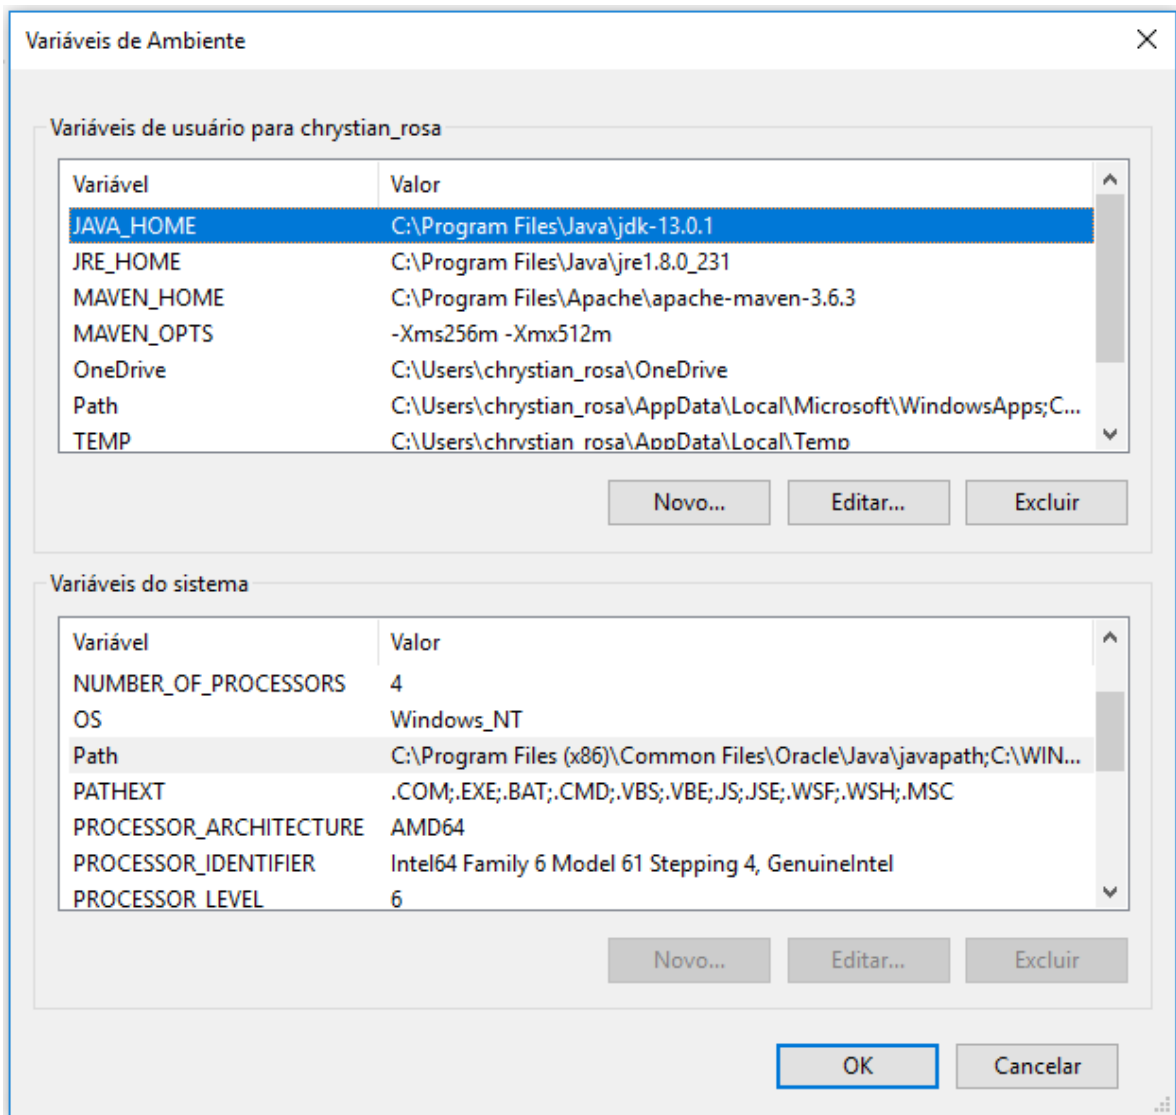 Variáveis de Ambiente
Variáveis de usuário para chrystian_rosa
Variável Valor
JAVA_HOME C:\Program Files\Java\jdk-13.0.1
JRE_HOME C:\Program Files\Java\jre1.8.0_231
MAVEN_HOME C:\Program Files\Apache\apache-maven-3.6.3
MAVEN_OPTS -Xms256m -Xmx512m
OneDrive C:\Users\chrystian_rosa\OneDrive
Path C:\Users\chrystian_rosa\AppData\Local\Microsoft\WindowsApps;C...
TEMP C:\Users\chrystian_rosa\AppData\Local\Temp
Novo... Editar... Excluir
Variáveis do sistema
Variável Valor
NUMBER_OF_PROCESSORS 4
OS Windows_NT
Path C:\Program Files (x86)\Common Files\Oracle\Java\javapath;C:\WIN...
PATHEXT .COM;.EXE;.BAT;.CMD;.VBS;.VBE;.JS;.JSE;.WSF;.WSH;.MSC
PROCESSOR_ARCHITECTURE AMD64
PROCESSOR_IDENTIFIER Intel64 Family 6 Model 61 Stepping 4, GenuineIntel
PROCESSOR_LEVEL 6
Novo... Editar... Excluir
OK Cancelar